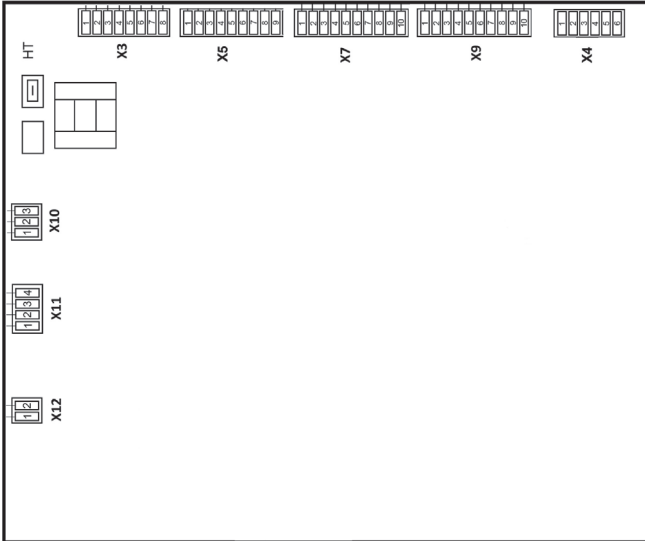 1 2 3 4 5 6 7 8
1 2 3 4 5 6 7 8 9
1 2 3 4 5 6 7 8 9 10
1 2 3 4 5 6 7 8 9 10
1 2 3 4 5 6
HT
X3
X5
X7
X9
X4
1 2 3
X10
1 2 3 4
X11
1 2
X12